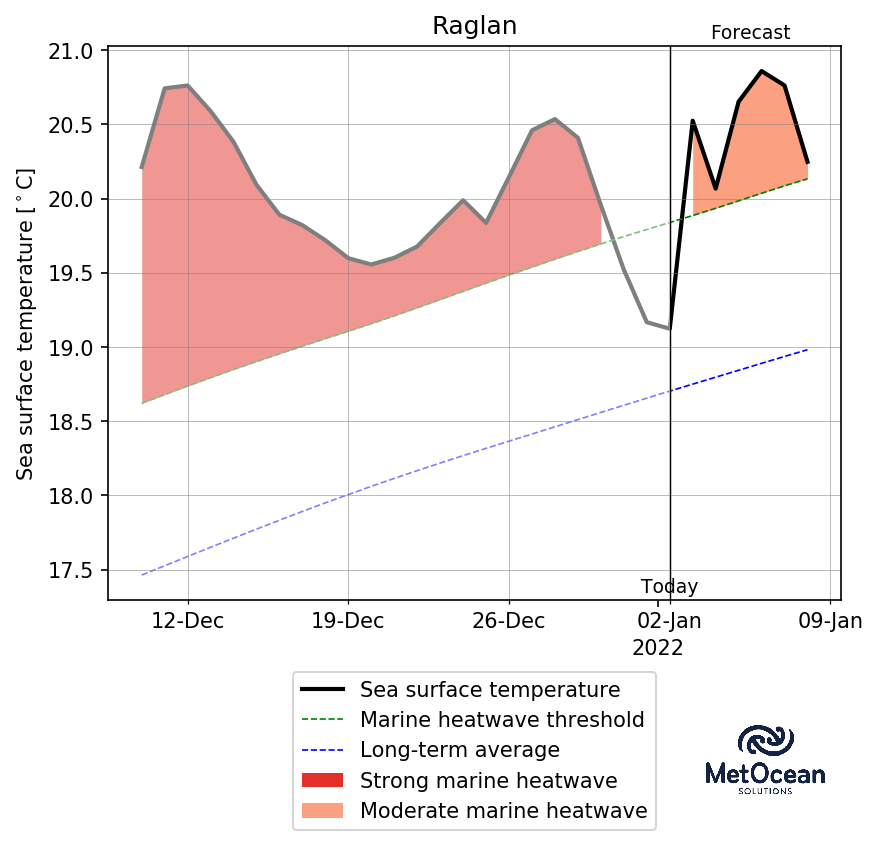 Raglan
Forecast
21.0
20.5
20.0
19.5
19.0
18.5
18.0
17.5
Sea surface temperature [°C]
Today
12-Dec 19-Dec 26-Dec 02-Jan 09-Jan
2022
Sea surface temperature
Marine heatwave threshold
Long-term average
Strong marine heatwave
Moderate marine heatwave
MetOcean
SOLUTIONS